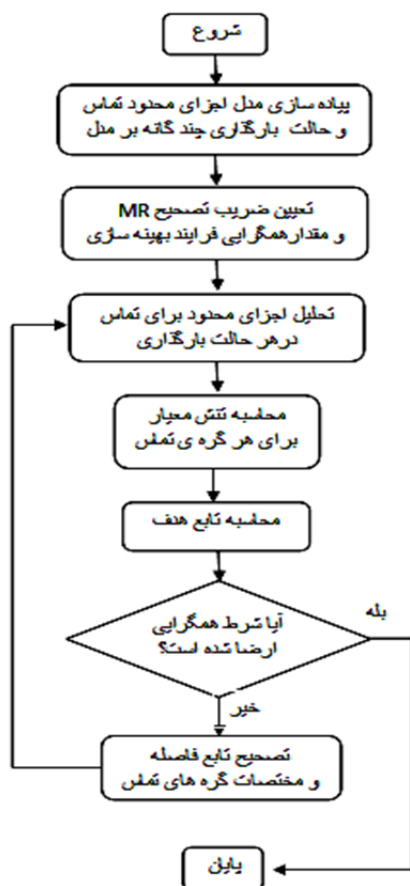 شروع
پیاده سازی مدل اجزای محدود تماس
و حالت بارگذاری چند گانه بر مدل
تعیین ضریب تصحیح MR
و مقدار همگرایی فرایند بهینه سازی
تحلیل اجزای محدود برای تماس
در هر حالت بارگذاری
محاسبه تنش معیار
برای هر گره ی تماس
محاسبه تابع هدف
آیا شرط همگرایی
ارضا شده است؟
بله
خیر
تصحیح تابع فاصله
و مختصات گره های تماس
پایان